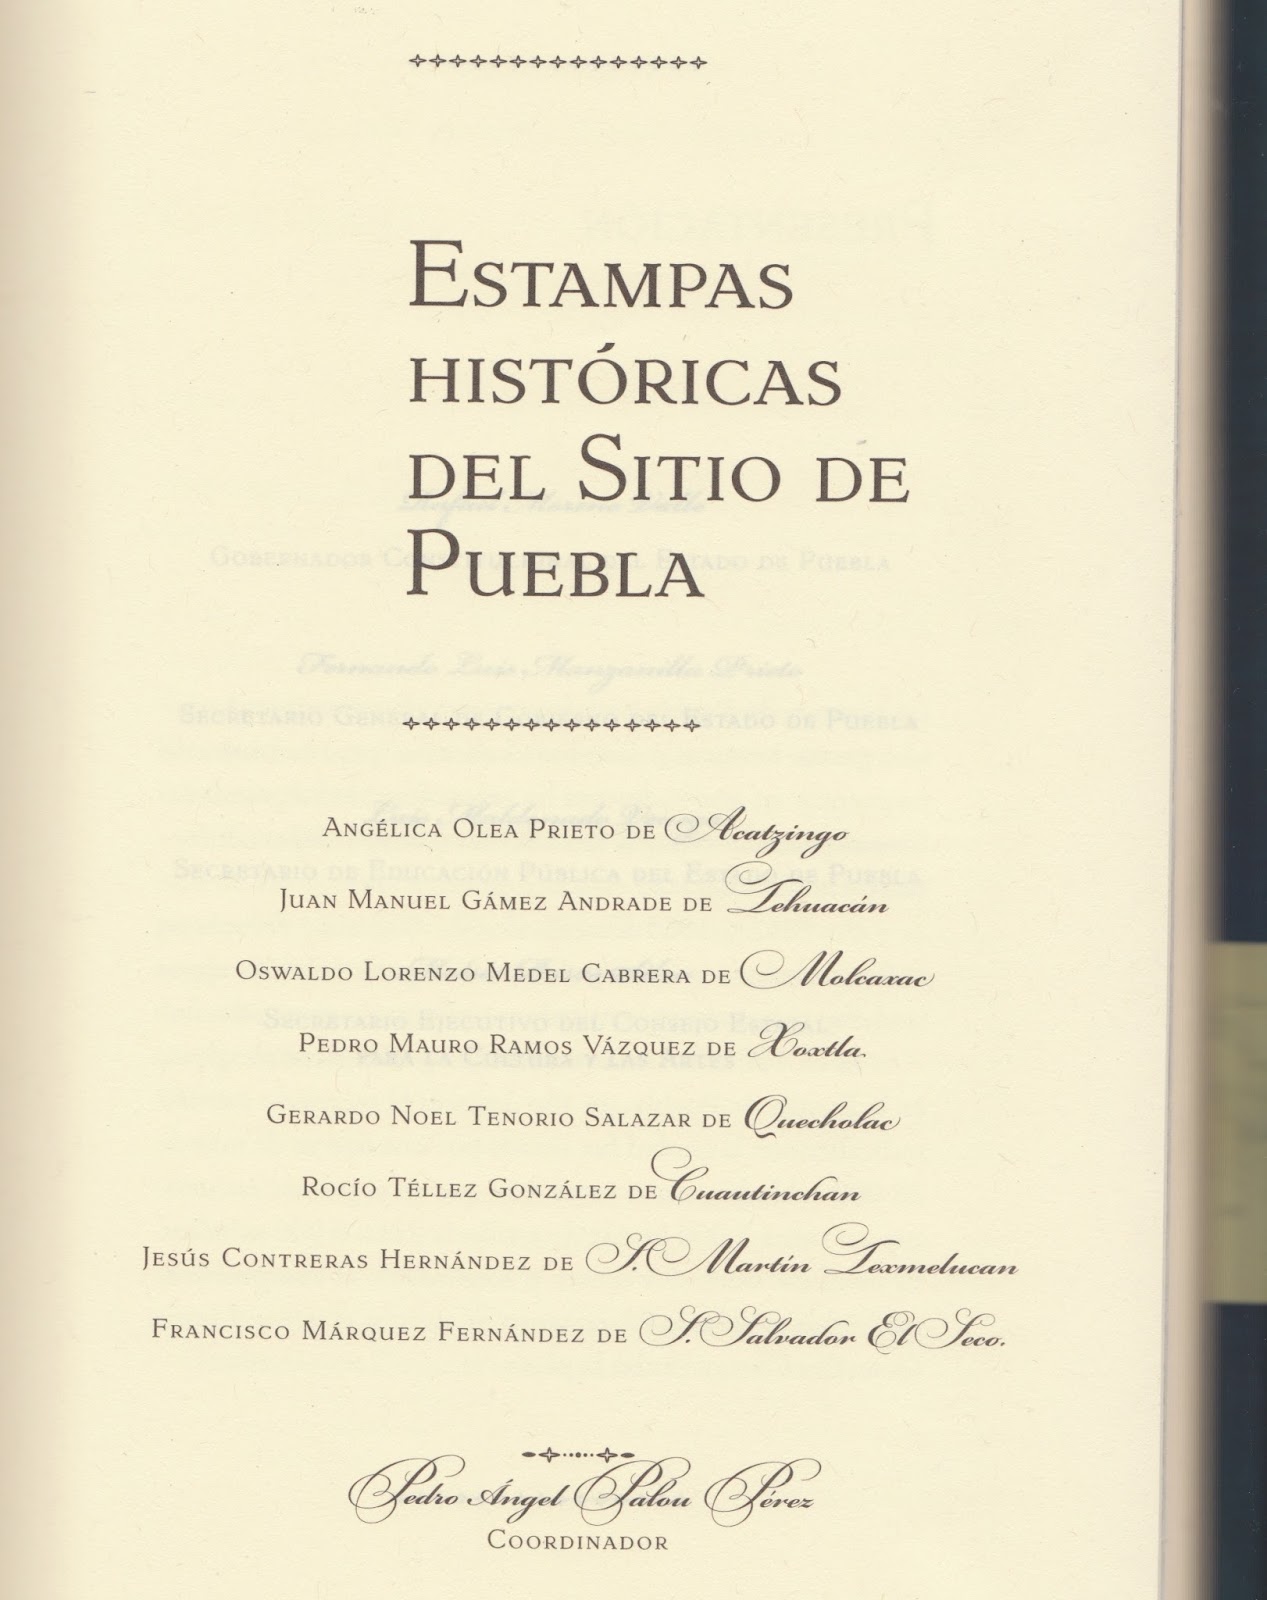 Estampas
históricas
del Sitio de
Puebla
Angélica Olea Prieto de Acatzingo
Juan Manuel Gámez Andrade de Tehuacán
Oswaldo Lorenzo Medel Cabrera de Molcaxac
Pedro Mauro Ramos Vázquez de Xoxtla.
Gerardo Noel Tenorio Salazar de Quecholac
Rocío Téllez González de Cuautinchan
Jesús Contreras Hernández de S. Martín Texmelucan
Francisco Márquez Fernández de S. Salvador El Seco.
Pedro Ángel Palou Pérez
Coordinador